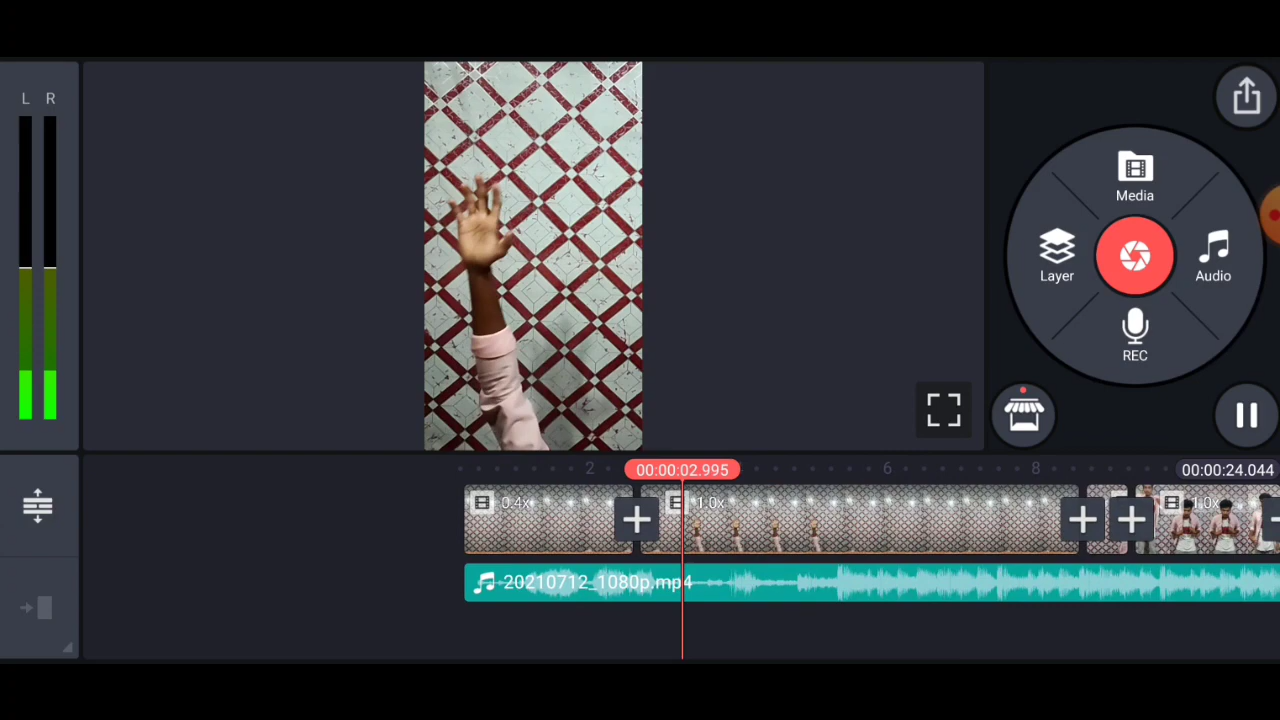 L R
Media
Layer
Audio
REC
2
00:00:02.995
6
8
00:00:24.044
0.4x
1.0x
1.0x
20210712_1080p.mp4